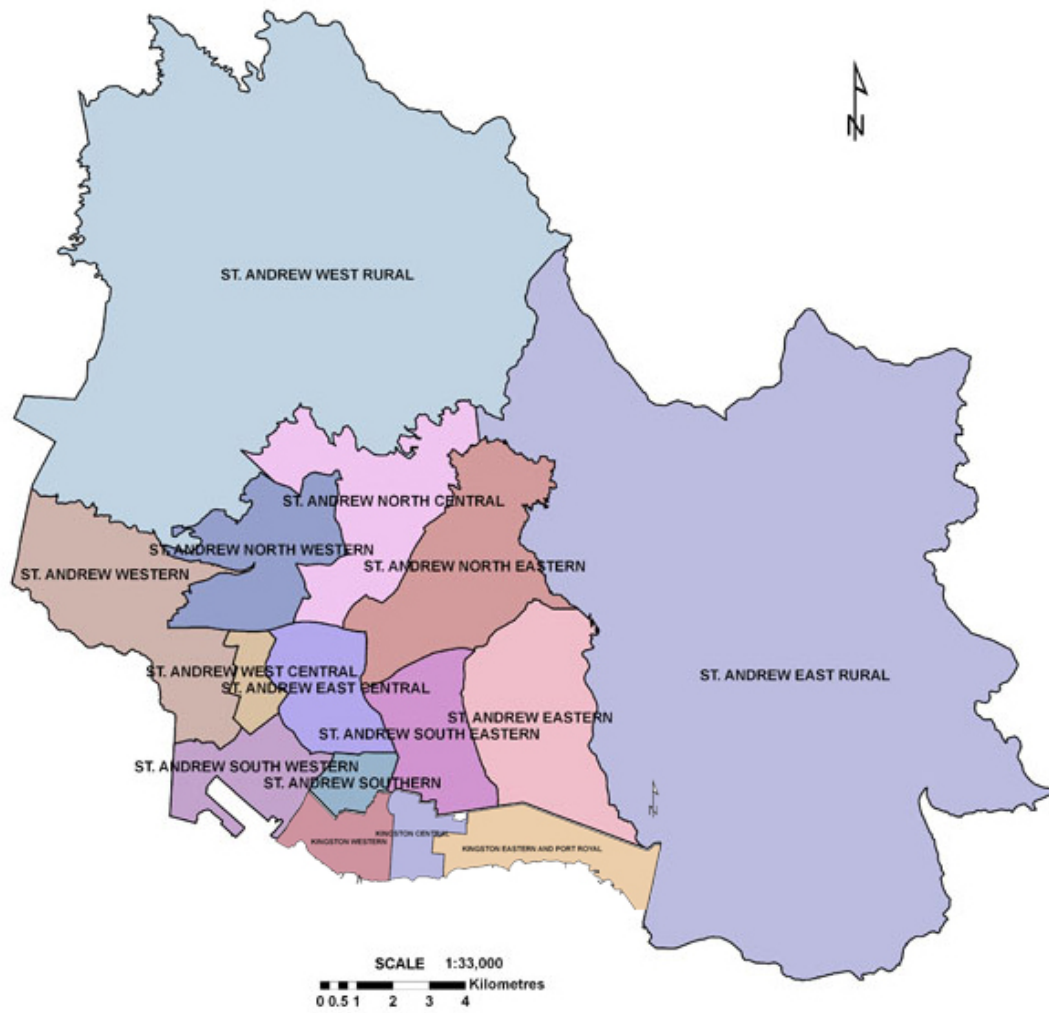 N
ST. ANDREW WEST RURAL
ST. ANDREW NORTH CENTRAL
ST. ANDREW NORTH WESTERN
ST. ANDREW NORTH EASTERN
ST. ANDREW WESTERN
ST. ANDREW WEST CENTRAL
ST. ANDREW EAST RURAL
ST. ANDREW EAST CENTRAL
ST. ANDREW EASTERN
ST. ANDREW SOUTH EASTERN
ST. ANDREW SOUTH WESTERN
ST. ANDREW SOUTHERN
N
KINGSTON CENTRAL
KINGSTON WESTERN
KINGSTON EASTERN AND PORT ROYAL
SCALE 1:33,000
Kilometres
0 0.5 1 2 3 4